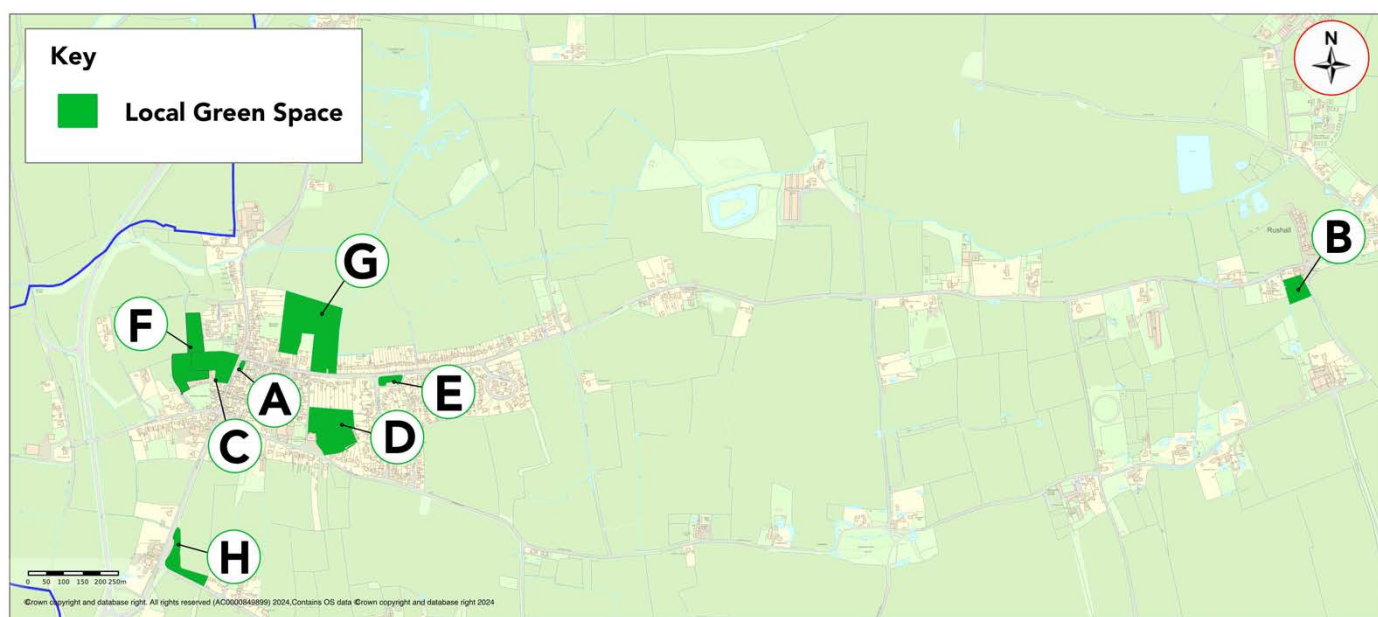 Key
Local Green Space
N
Rushall
B
G
F
A
E
C
D
H
0 50 100 150 200 250m
©rown copyright and database right. All rights reserved (AC0000849899) 2024,Contains OS data ©rown copyright and database right 2024